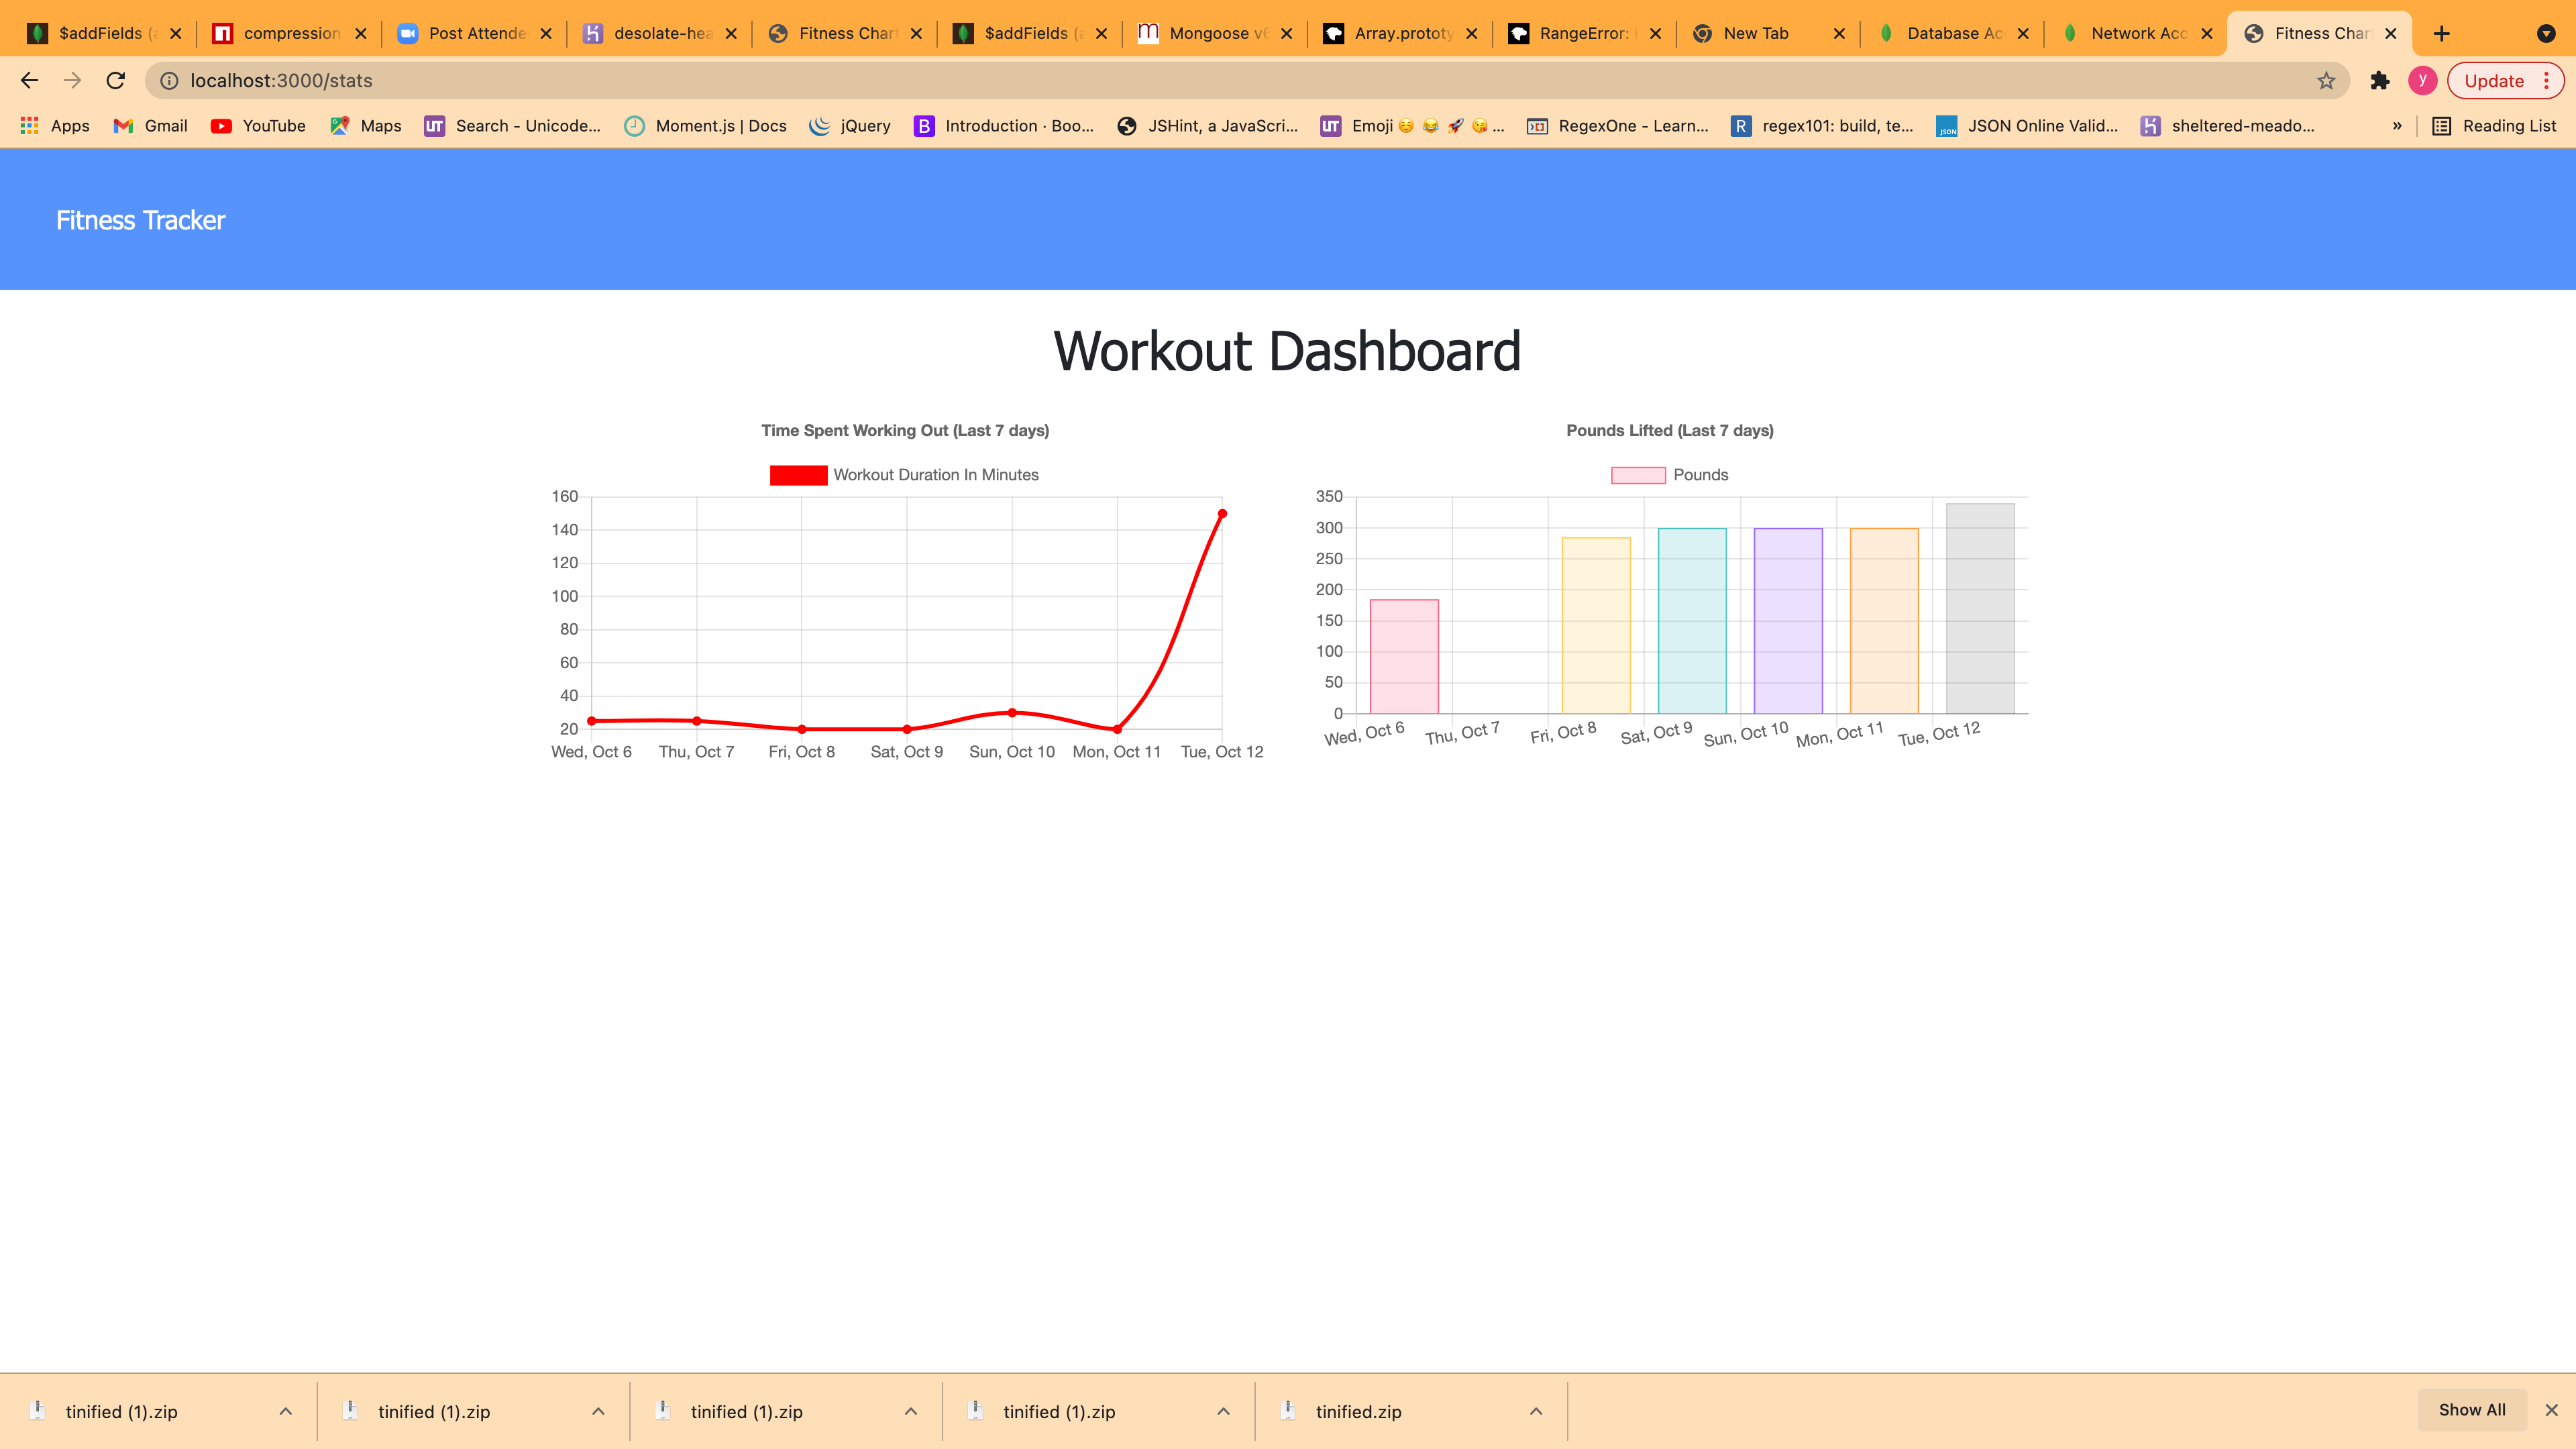 $addFields (a
compression
Post Attende
desolate-hea
Fitness Chart
$addFields (a
Mongoose v6
Array.prototy
RangeError: i
New Tab
Database Ac
Network Acc
Fitness Chart
localhost:3000/stats
y
Update
Apps
Gmail
YouTube
Maps
UT
Search - Unicode...
Moment.js | Docs
jQuery
B
Introduction · Boo...
JSHint, a JavaScri...
UT
Emoji ☺️ 😂 🚀 😘 ...
RegexOne - Learn...
R
regex101: build, te...
JSON
JSON Online Valid...
sheltered-meado...
»
Reading List
Fitness Tracker
Workout Dashboard
Time Spent Working Out (Last 7 days)
Workout Duration In Minutes
160
140
120
100
80
60
40
20
Wed, Oct 6
Thu, Oct 7
Fri, Oct 8
Sat, Oct 9
Sun, Oct 10
Mon, Oct 11
Tue, Oct 12
Pounds Lifted (Last 7 days)
Pounds
350
300
250
200
150
100
50
0
Wed, Oct 6
Thu, Oct 7
Fri, Oct 8
Sat, Oct 9
Sun, Oct 10
Mon, Oct 11
Tue, Oct 12
tinified (1).zip
tinified (1).zip
tinified (1).zip
tinified (1).zip
tinified.zip
Show All